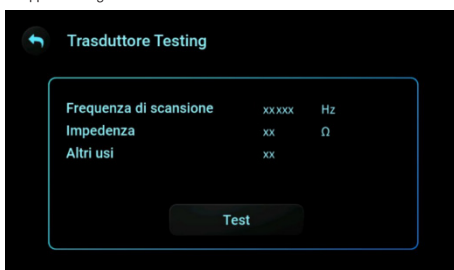 Trasduttore Testing
Frequenza di scansione xxxxx Hz
Impedenza xx Ω
Altri usi xx
Test